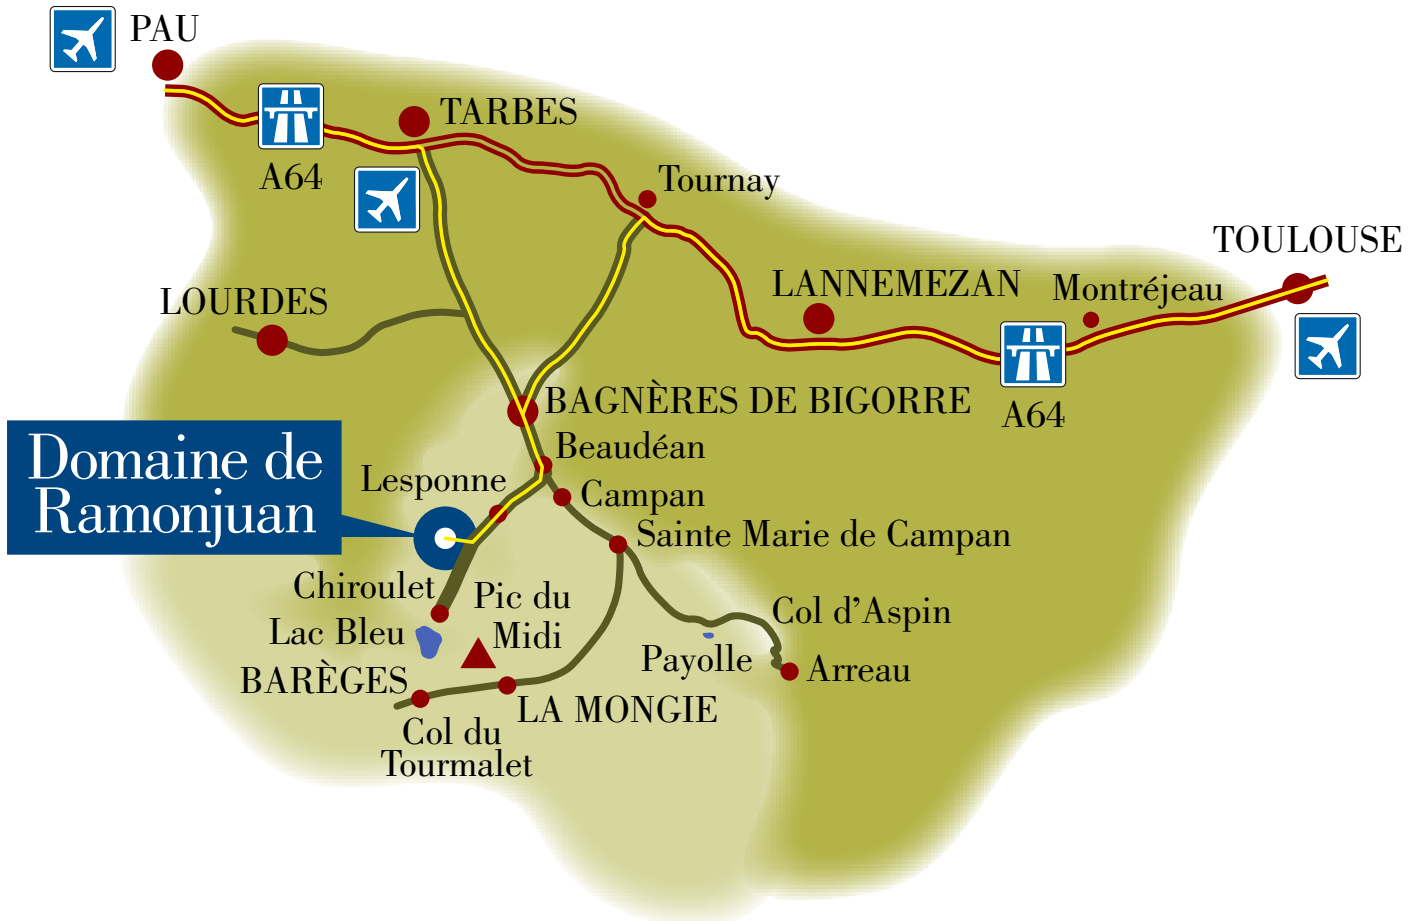 PAU
TARBES
A64
Tournay
TOULOUSE
LOURDES
LANNEMEZAN
Montréjeau
BAGNÈRES DE BIGORRE
A64
Domaine de
Ramonjuan
Beaudéan
Lesponne
Campan
Sainte Marie de Campan
Chiroulet
Pic du
Midi
Lac Bleu
Col d’Aspin
Payolle
Arreau
BARÈGES
LA MONGIE
Col du
Tourmalet